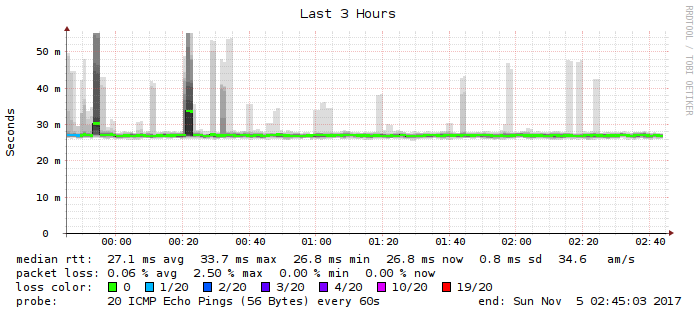 Last 3 Hours
RRDTOOL / TOBI OETIKER
Seconds
50 m
40 m
30 m
20 m
10 m
0
00:00 00:20 00:40 01:00 01:20 01:40 02:00 02:20 02:40
median rtt: 27.1 ms avg 33.7 ms max 26.8 ms min 26.8 ms now 0.8 ms sd 34.6 am/s
packet loss: 0.06 % avg 2.50 % max 0.00 % min 0.00 % now
loss color: 0 1/20 2/20 3/20 4/20 10/20 19/20
probe: 20 ICMP Echo Pings (56 Bytes) every 60s end: Sun Nov 5 02:45:03 2017